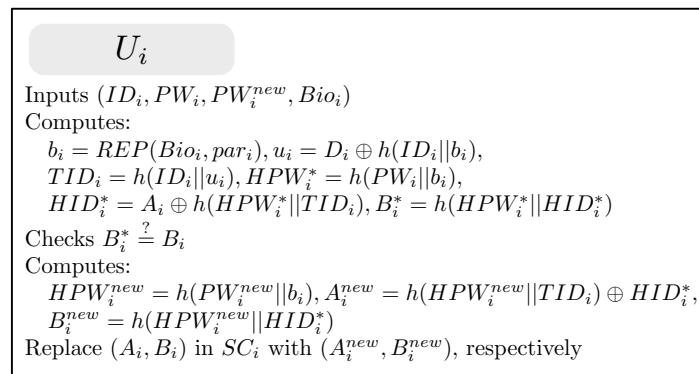 U_i
Inputs (ID_i, PW_i, PW_i^{new}, Bio_i)
Computes:
b_i = REP(Bio_i, par_i), u_i = D_i ⊕ h(ID_i||b_i),
TID_i = h(ID_i||u_i), HPW_i^* = h(PW_i||b_i),
HID_i^* = A_i ⊕ h(HPW_i^*||TID_i), B_i^* = h(HPW_i^*||HID_i^*)
Checks B_i^* ≟ B_i
Computes:
HPW_i^{new} = h(PW_i^{new}||b_i), A_i^{new} = h(HPW_i^{new}||TID_i) ⊕ HID_i^*,
B_i^{new} = h(HPW_i^{new}||HID_i^*)
Replace (A_i, B_i) in SC_i with (A_i^{new}, B_i^{new}), respectively